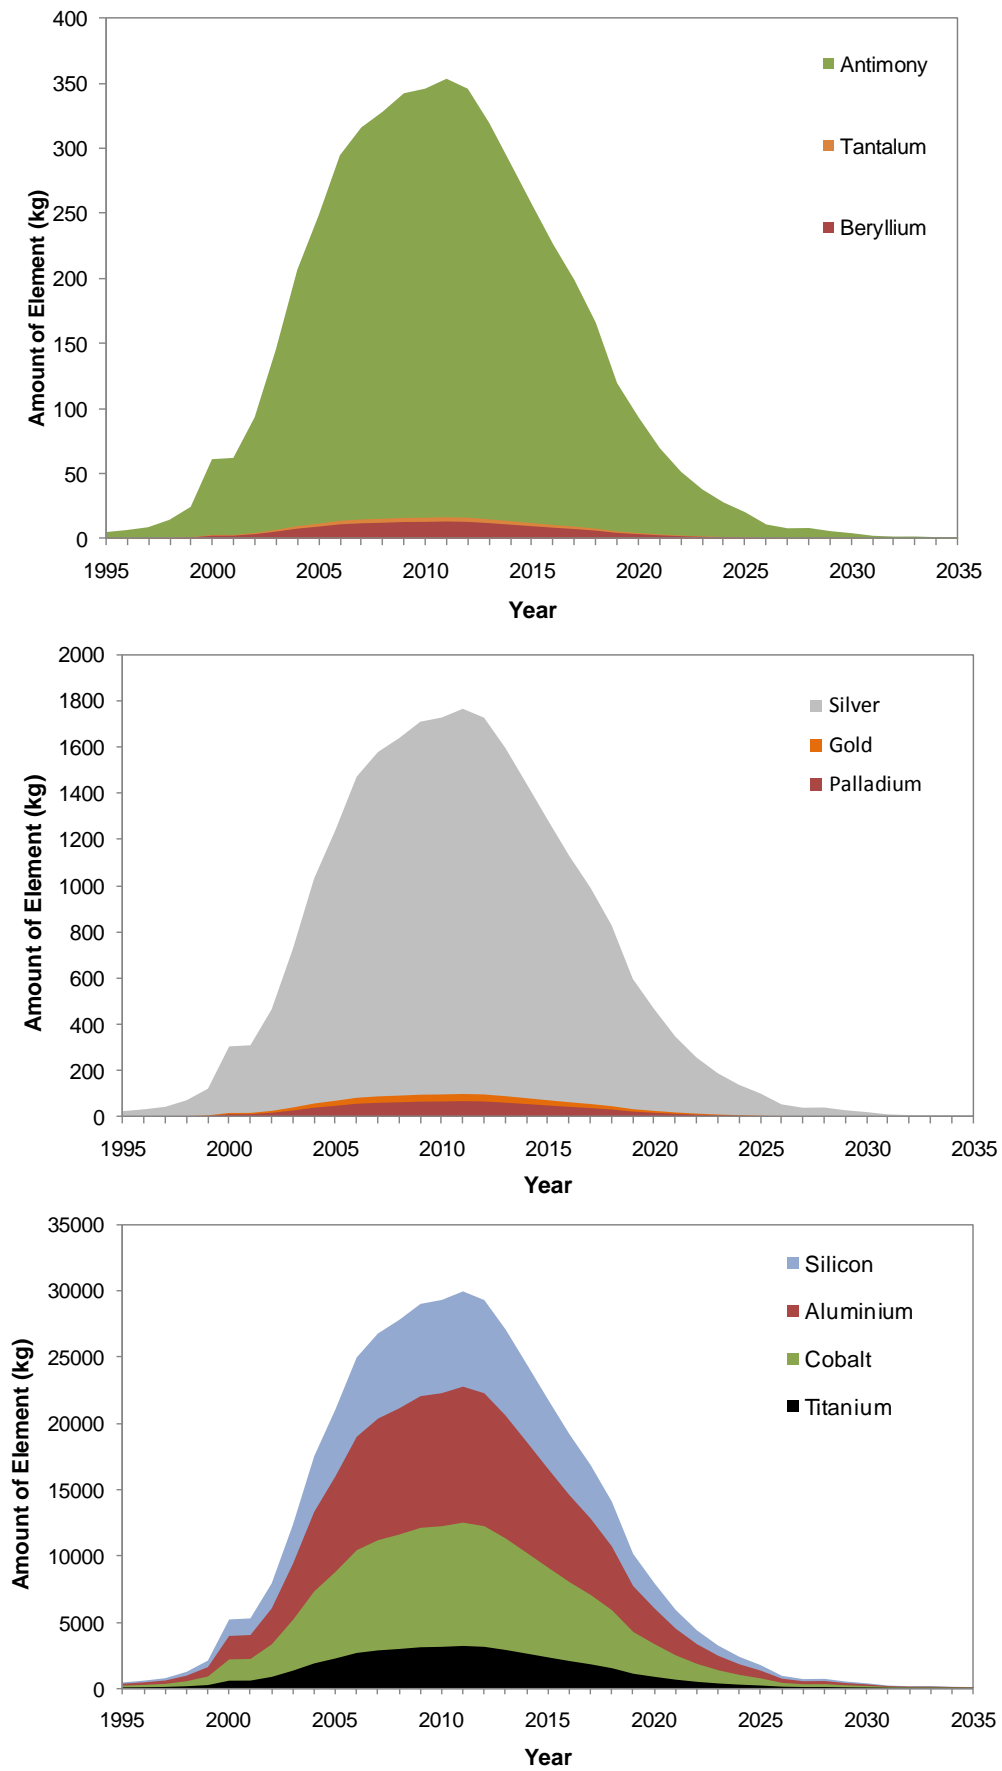 400
350
300
250
200
150
100
50
0
Amount of Element (kg)
Antimony
Tantalum
Beryllium
1995 2000 2005 2010 2015 2020 2025 2030 2035
Year
2000
1800
1600
1400
1200
1000
800
600
400
200
0
Amount of Element (kg)
Silver
Gold
Palladium
1995 2000 2005 2010 2015 2020 2025 2030 2035
Year
35000
30000
25000
20000
15000
10000
5000
0
Amount of Element (kg)
Silicon
Aluminium
Cobalt
Titanium
1995 2000 2005 2010 2015 2020 2025 2030 2035
Year